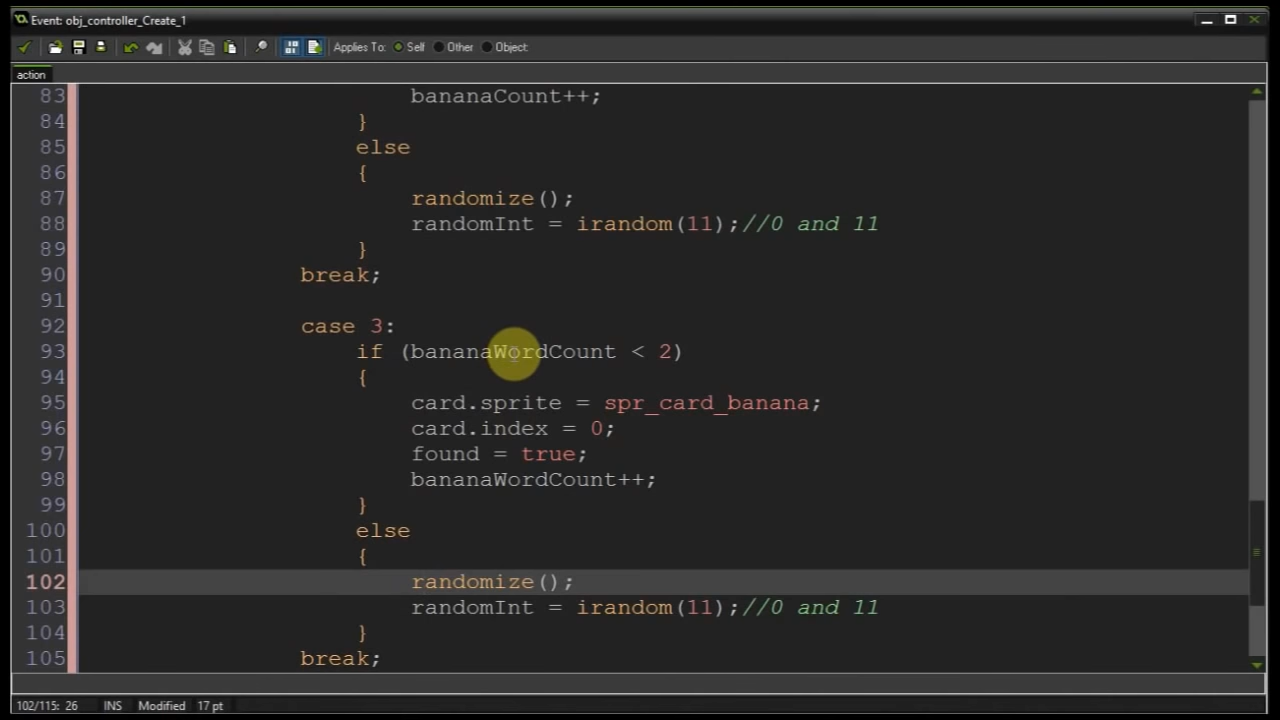 Event: obj_controller_Create_1
Applies To: Self Other Object:
action
83 bananaCount++;
84 }
85 else
86 {
87 randomize();
88 randomInt = irandom(11);//0 and 11
89 }
90 break;
91
92 case 3:
93 if (bananaWordCount < 2)
94 {
95 card.sprite = spr_card_banana;
96 card.index = 0;
97 found = true;
98 bananaWordCount++;
99 }
100 else
101 {
102 randomize();
103 randomInt = irandom(11);//0 and 11
104 }
105 break;
102/115: 26 INS Modified 17 pt